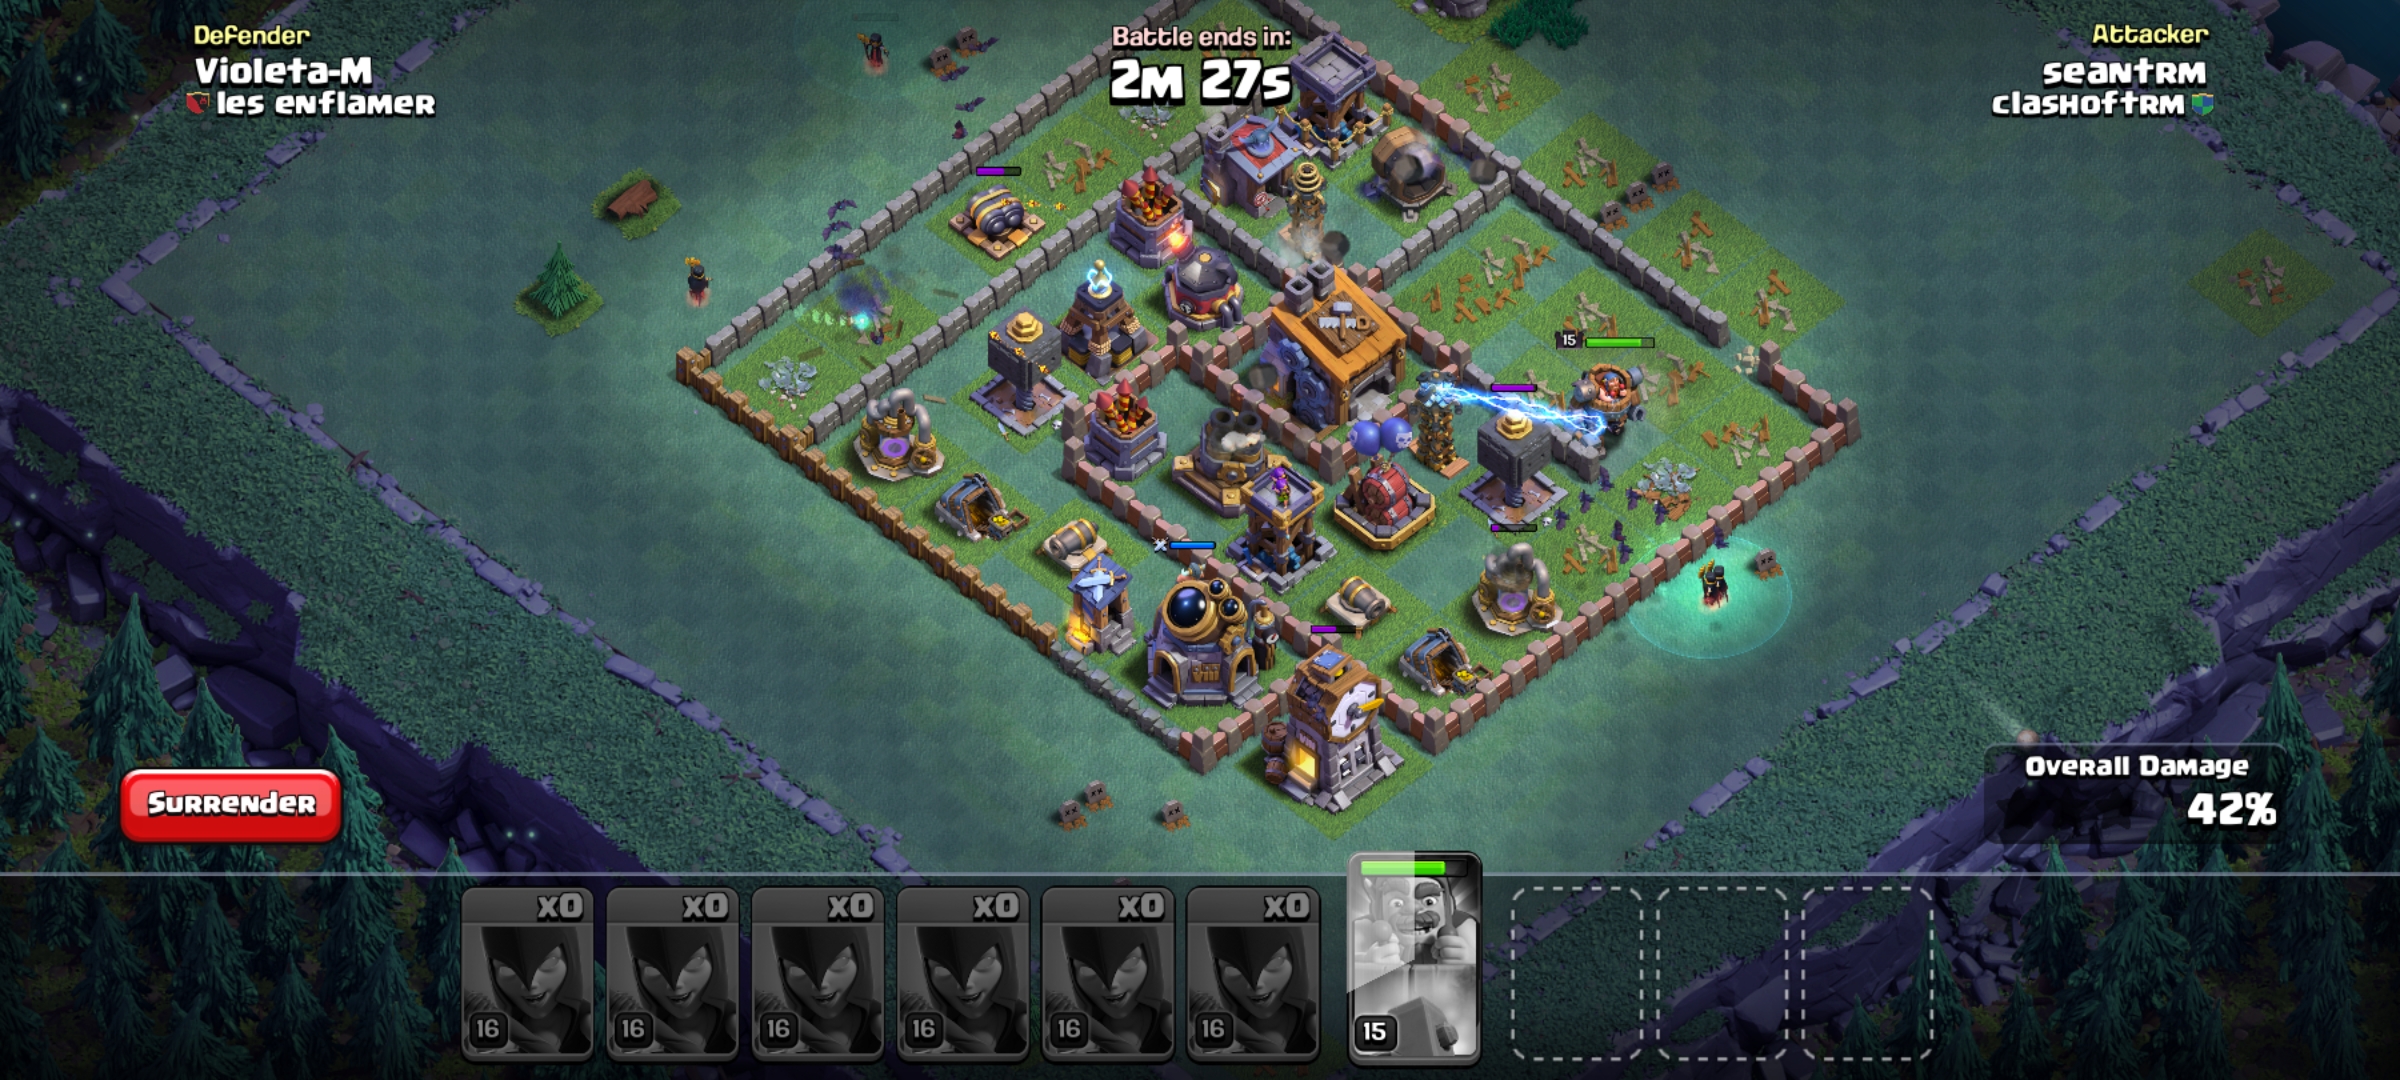 Defender
Violeta-M
les enflamer
Battle ends in:
2M 27s
Attacker
seantRM
clashoftRM
15
Surrender
Overall Damage
42%
x0
x0
x0
x0
x0
x0
16
16
16
16
16
16
15